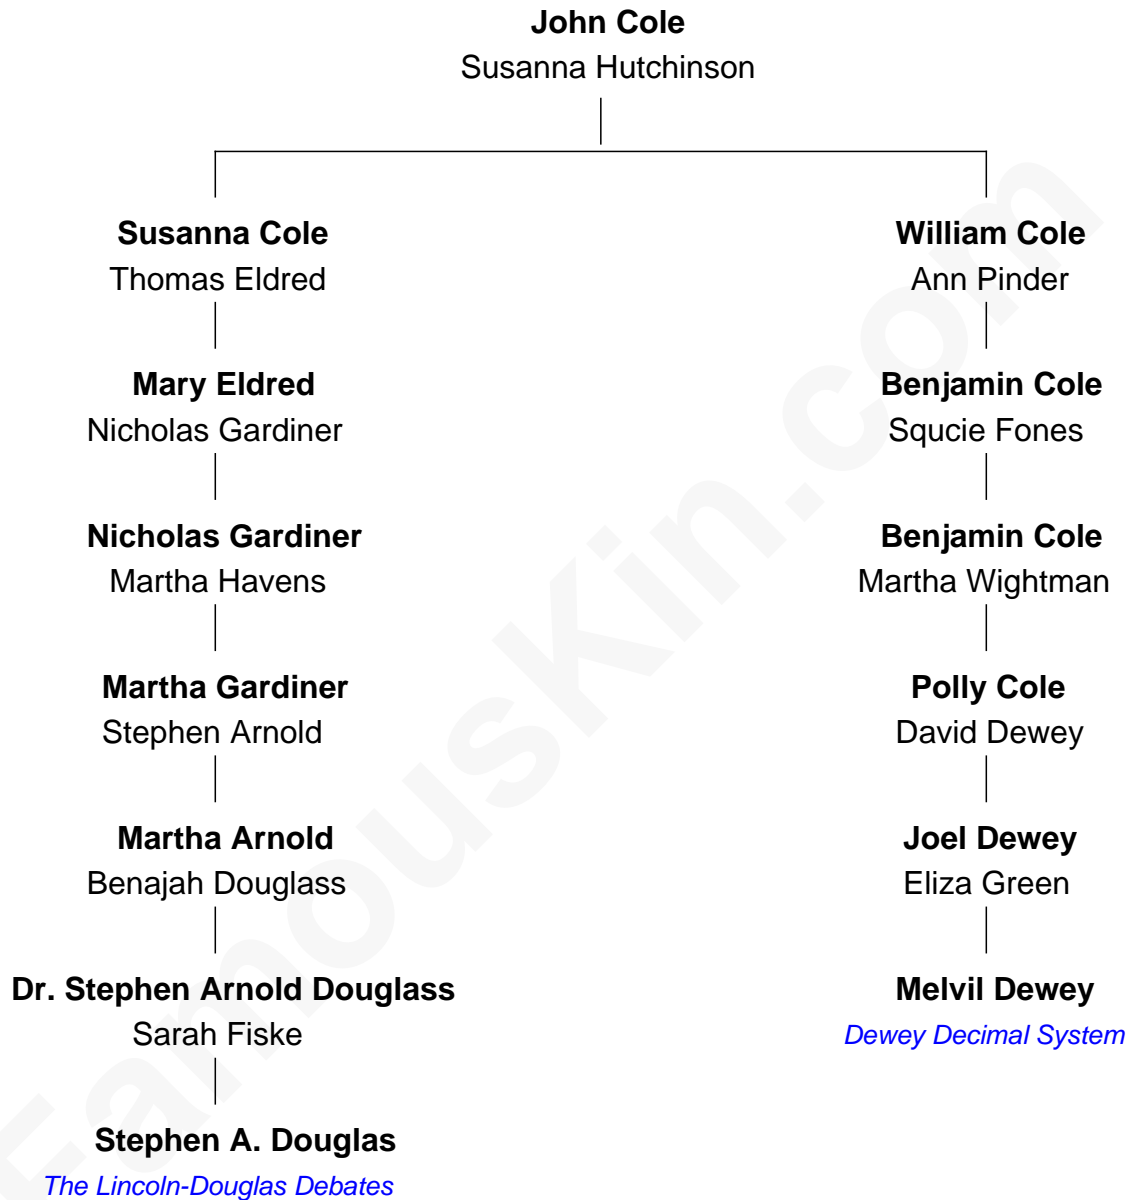 John Cole
Susanna Hutchinson
Susanna Cole
Thomas Eldred
Mary Eldred
Nicholas Gardiner
Nicholas Gardiner
Martha Havens
Martha Gardiner
Stephen Arnold
Martha Arnold
Benajah Douglass
Dr. Stephen Arnold Douglass
Sarah Fiske
Stephen A. Douglas
The Lincoln-Douglas Debates
William Cole
Ann Pinder
Benjamin Cole
Squcie Fones
Benjamin Cole
Martha Wightman
Polly Cole
David Dewey
Joel Dewey
Eliza Green
Melvil Dewey
Dewey Decimal System
FamousKin.com